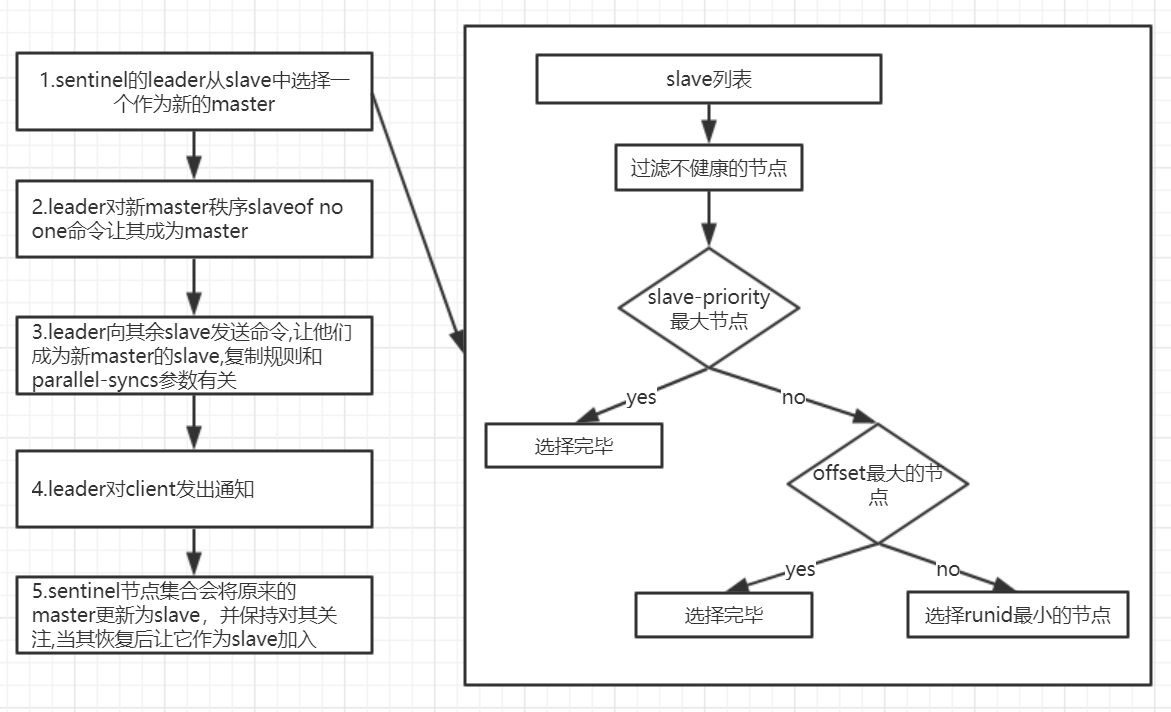 1.sentinel的leader从slave中选择一
个作为新的master
2.leader对新master秩序slaveof no
one命令让其成为master
3.leader向其余slave发送命令,让他们
成为新master的slave,复制规则和
parallel-syncs参数有关
4.leader对client发出通知
5.sentinel节点集合会将原来的
master更新为slave，并保持对其关
注,当其恢复后让它作为slave加入
slave列表
过滤不健康的节点
slave-priority
最大节点
yes
no
选择完毕
offset最大的节
点
yes
no
选择完毕
选择runid最小的节点